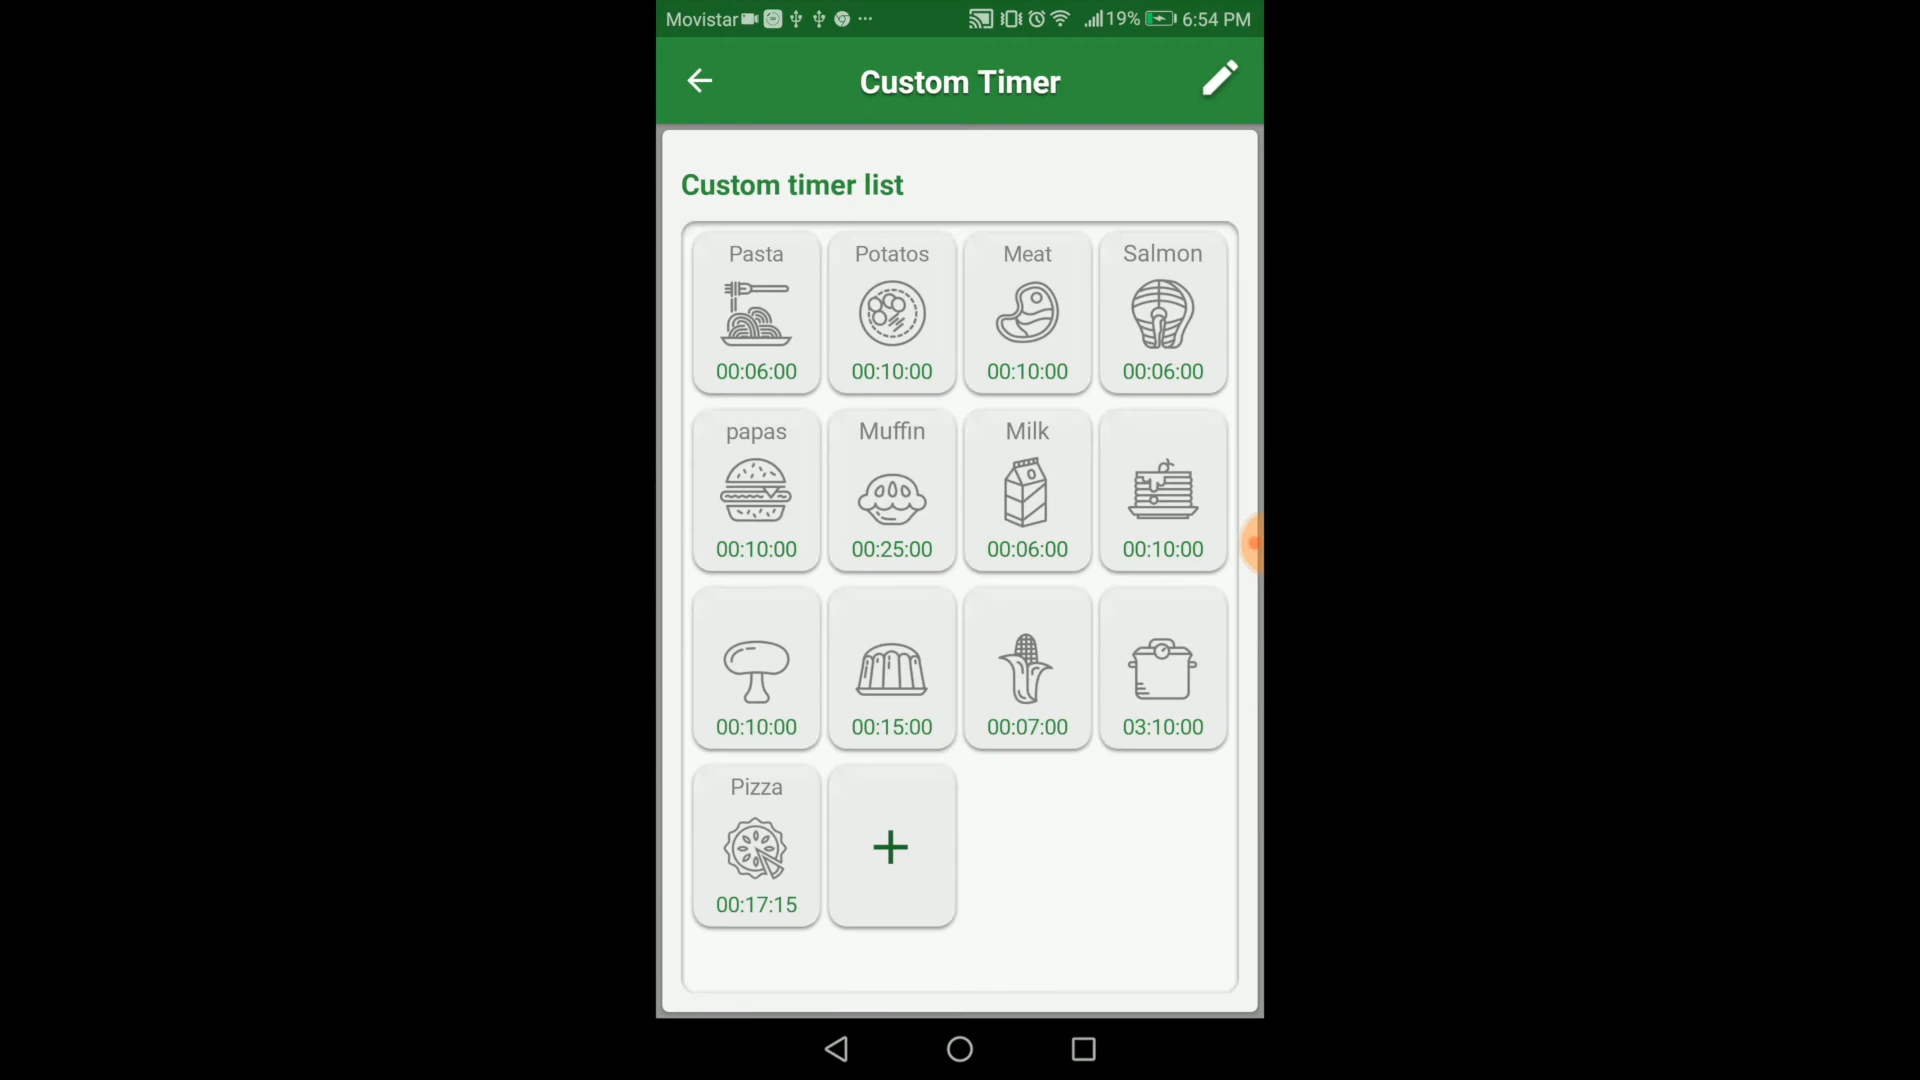 Movistar 19% 6:54 PM
Custom Timer
Custom timer list
Pasta Potatos Meat Salmon
00:06:00 00:10:00 00:10:00 00:06:00
papas Muffin Milk
00:10:00 00:25:00 00:06:00 00:10:00
00:10:00 00:15:00 00:07:00 03:10:00
Pizza
00:17:15